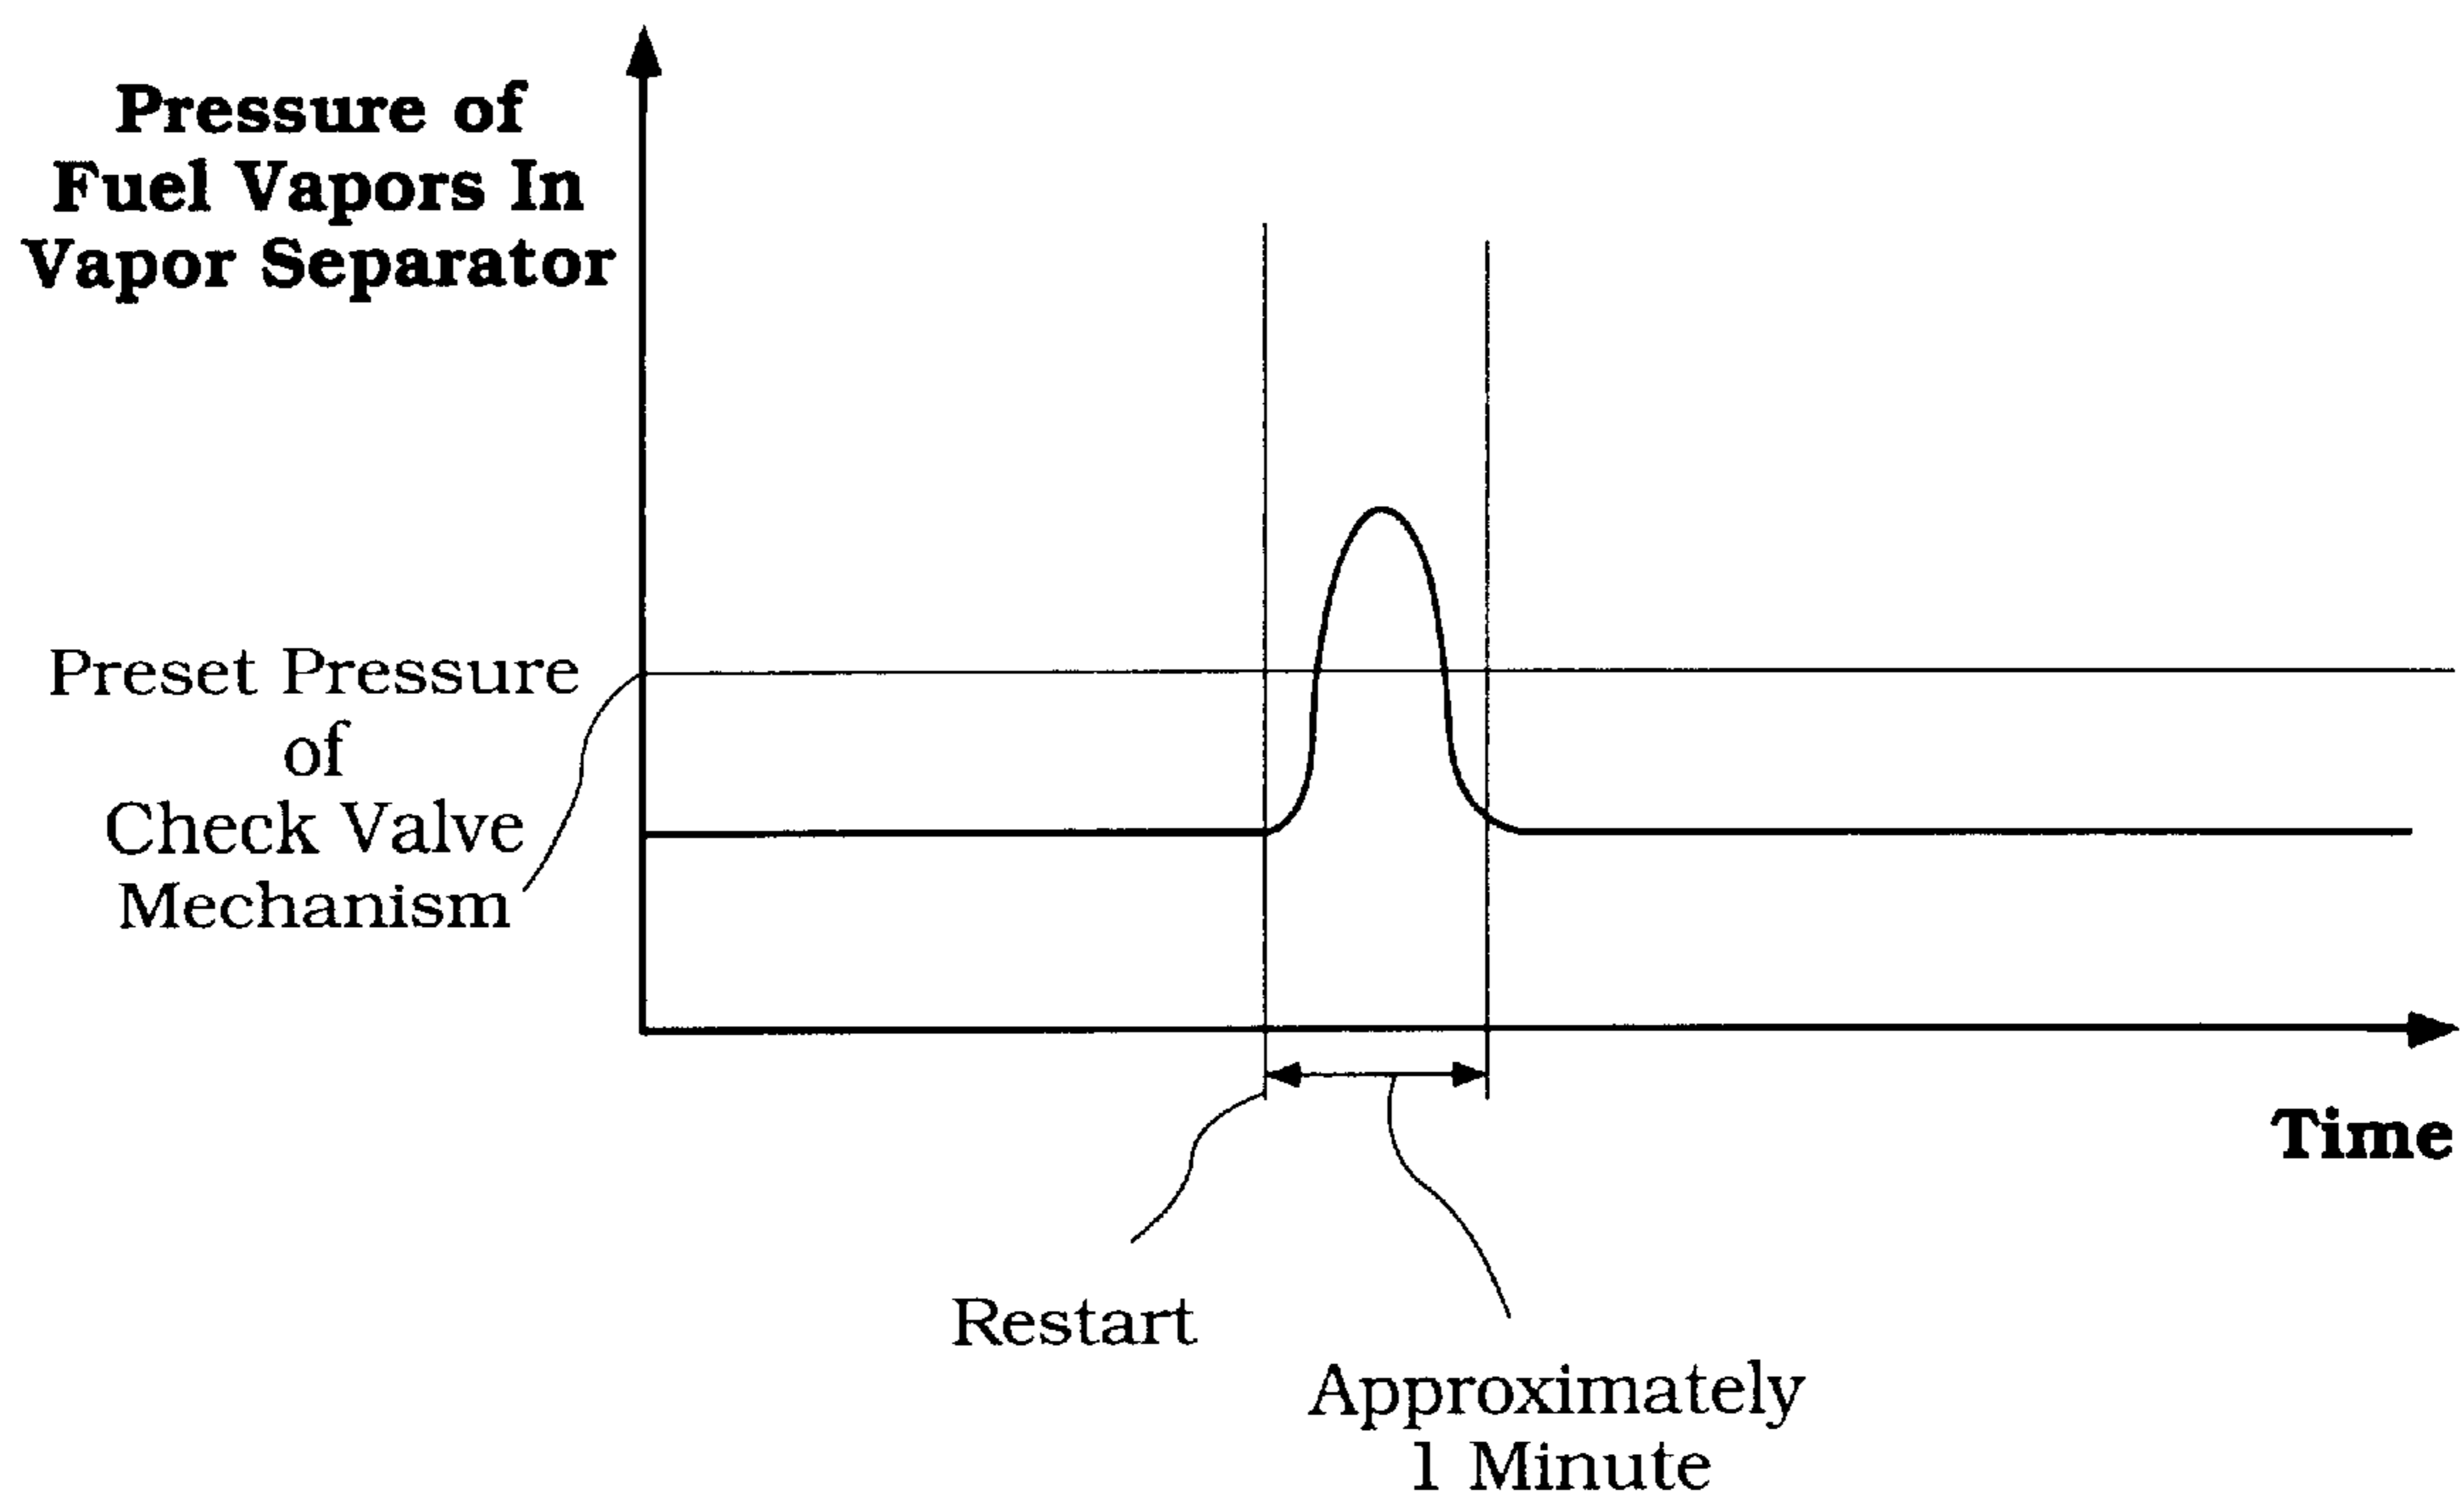 Pressure of
Fuel Vapors In
Vapor Separator
Preset Pressure
of
Check Valve
Mechanism
Time
Restart
Approximately
1 Minute